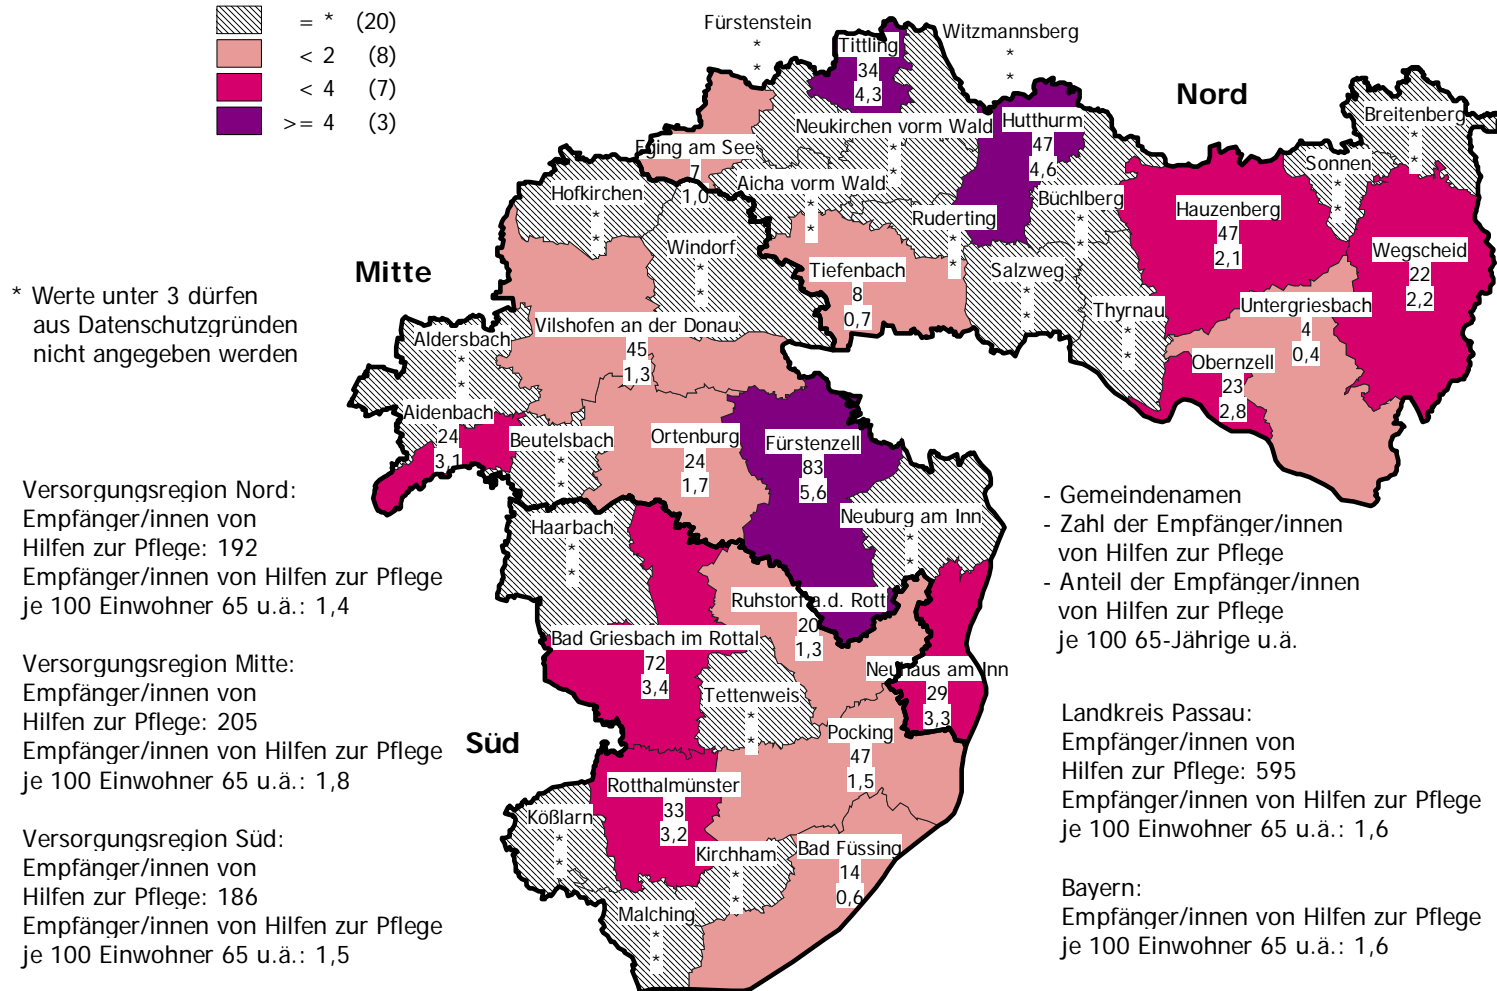 = * (20)
< 2 (8)
< 4 (7)
>= 4 (3)
* Werte unter 3 dürfen
aus Datenschutzgründen
nicht angegeben werden
Nord
Mitte
Süd
Fürstenstein
*
*
Tittling
34
4,3
Witzmannsberg
*
*
Neukirchen vorm Wald
*
*
Hutthurm
47
4,6
Breitenberg
*
*
Sonnen
*
*
Eging am See
7
1,0
Aicha vorm Wald
*
*
Hofkirchen
*
*
Windorf
*
*
Ruderting
*
*
Büchlberg
*
*
Hauzenberg
47
2,1
Wegscheid
22
2,2
Tiefenbach
8
0,7
Salzweg
*
*
Thyrnau
*
*
Untergriesbach
4
0,4
Obernzell
23
2,8
Vilshofen an der Donau
45
1,3
Aldersbach
*
*
Aidenbach
24
3,1
Beutelsbach
*
*
Ortenburg
24
1,7
Fürstenzell
83
5,6
Neuburg am Inn
*
*
Haarbach
*
*
Ruhstorf a.d. Rott
20
1,3
Bad Griesbach im Rottal
72
3,4
Tettenweis
*
*
Neuhaus am Inn
29
3,3
Pocking
47
1,5
Rotthalmünster
33
3,2
Kößlarn
*
*
Kirchham
*
*
Bad Füssing
14
0,6
Malching
*
*
Versorgungsregion Nord:
Empfänger/innen von
Hilfen zur Pflege: 192
Empfänger/innen von Hilfen zur Pflege
je 100 Einwohner 65 u.ä.: 1,4
Versorgungsregion Mitte:
Empfänger/innen von
Hilfen zur Pflege: 205
Empfänger/innen von Hilfen zur Pflege
je 100 Einwohner 65 u.ä.: 1,8
Versorgungsregion Süd:
Empfänger/innen von
Hilfen zur Pflege: 186
Empfänger/innen von Hilfen zur Pflege
je 100 Einwohner 65 u.ä.: 1,5
- Gemeindenamen
- Zahl der Empfänger/innen
von Hilfen zur Pflege
- Anteil der Empfänger/innen
von Hilfen zur Pflege
je 100 65-Jährige u.ä.
Landkreis Passau:
Empfänger/innen von
Hilfen zur Pflege: 595
Empfänger/innen von Hilfen zur Pflege
je 100 Einwohner 65 u.ä.: 1,6
Bayern:
Empfänger/innen von Hilfen zur Pflege
je 100 Einwohner 65 u.ä.: 1,6